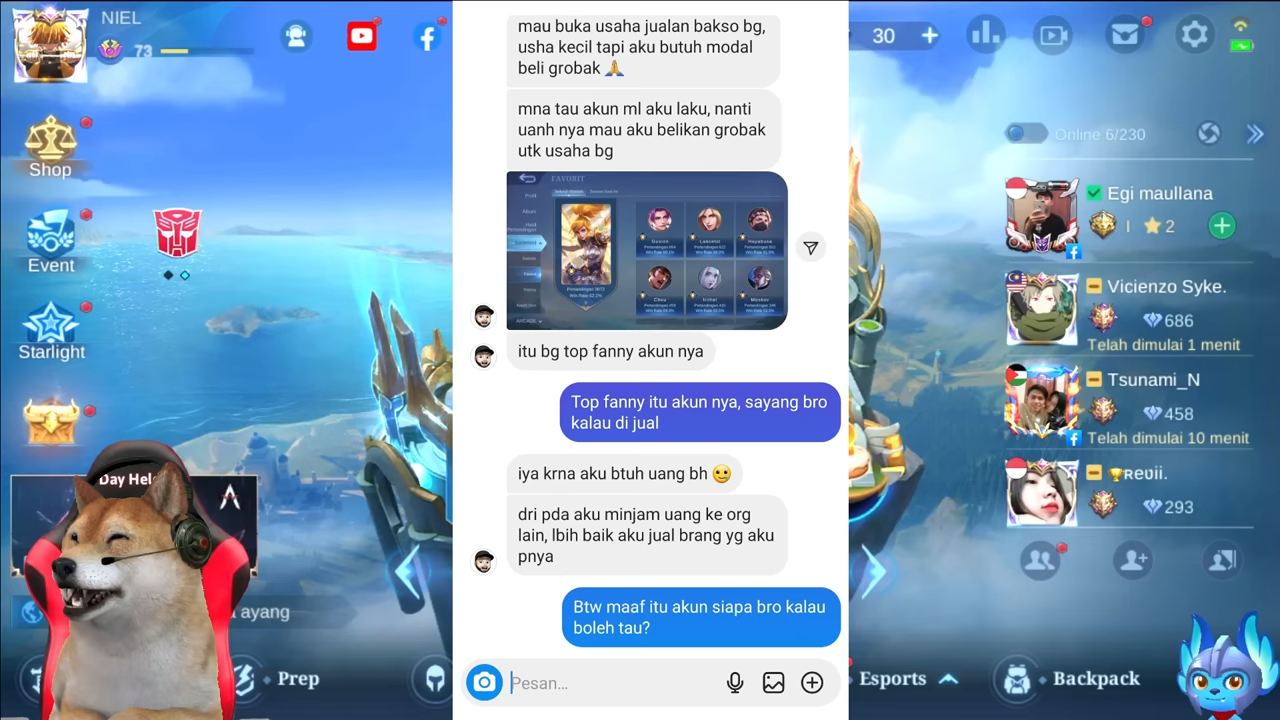 NIEL
73
Shop
Event
Starlight
Day Hel
ayang
Prep
mau buka usaha jualan bakso bg,
usha kecil tapi aku butuh modal
beli grobak 🙏
mna tau akun ml aku laku, nanti
uanh nya mau aku belikan grobak
utk usaha bg
FAVORIT
itu bg top fanny akun nya
Top fanny itu akun nya, sayang bro
kalau di jual
iya krna aku btuh uang bh 🥲
dri pda aku minjam uang ke org
lain, lbih baik aku jual brang yg aku
pnya
Btw maaf itu akun siapa bro kalau
boleh tau?
Pesan...
30
Online 6/230
Egi maullana
I
2
Vicienzo Syke.
686
Telah dimulai 1 menit
Tsunami_N
458
Telah dimulai 10 menit
🏆ʀᴇʋɪɪ.
293
Esports
Backpack